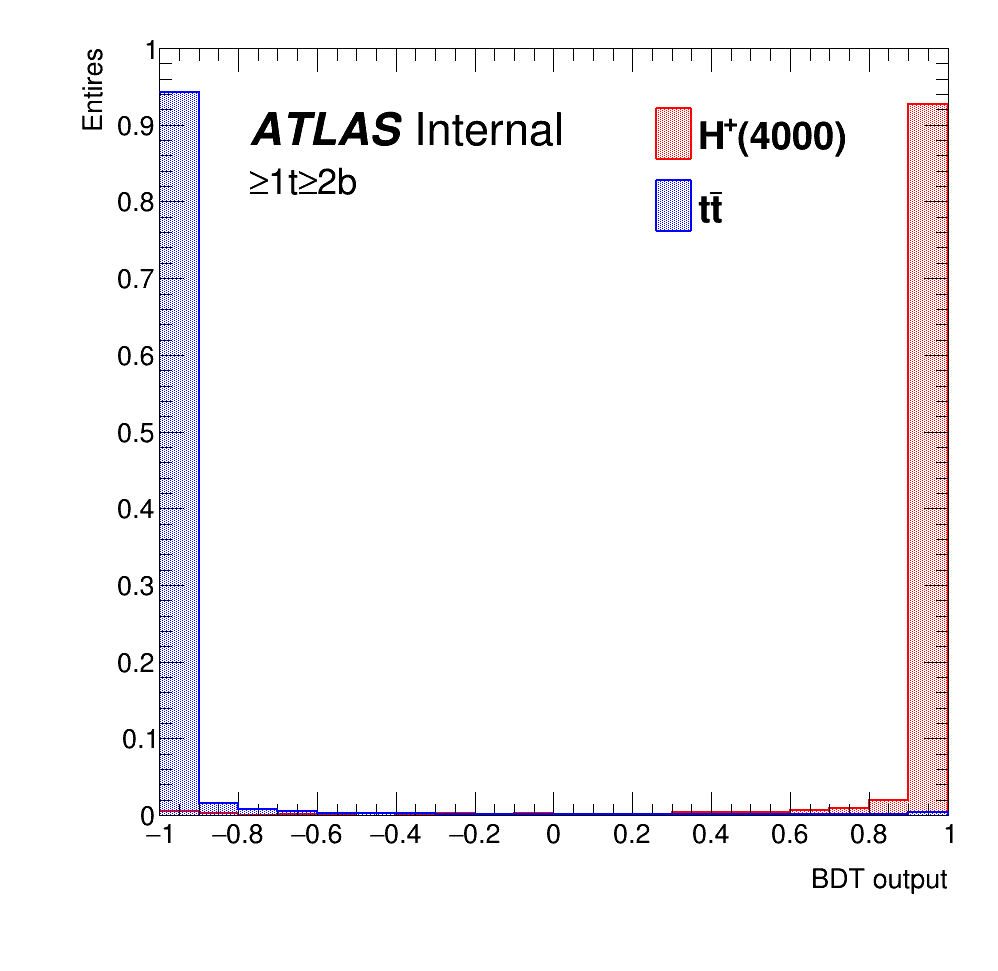 Entires
1
0.9
0.8
0.7
0.6
0.5
0.4
0.3
0.2
0.1
0
ATLAS Internal
≥1t≥2b
H⁺(4000)
tt̄
−1 −0.8 −0.6 −0.4 −0.2 0 0.2 0.4 0.6 0.8 1
BDT output